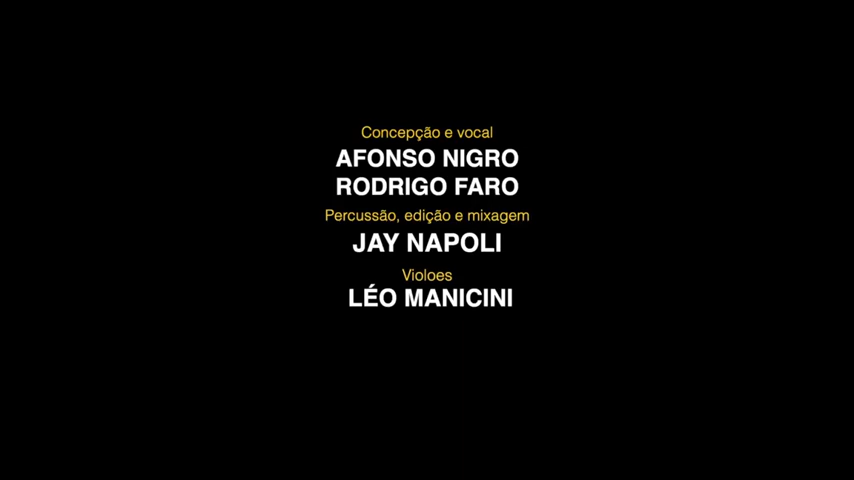 Concepção e vocal
AFONSO NIGRO
RODRIGO FARO
Percussão, edição e mixagem
JAY NAPOLI
Violoes
LÉO MANICINI